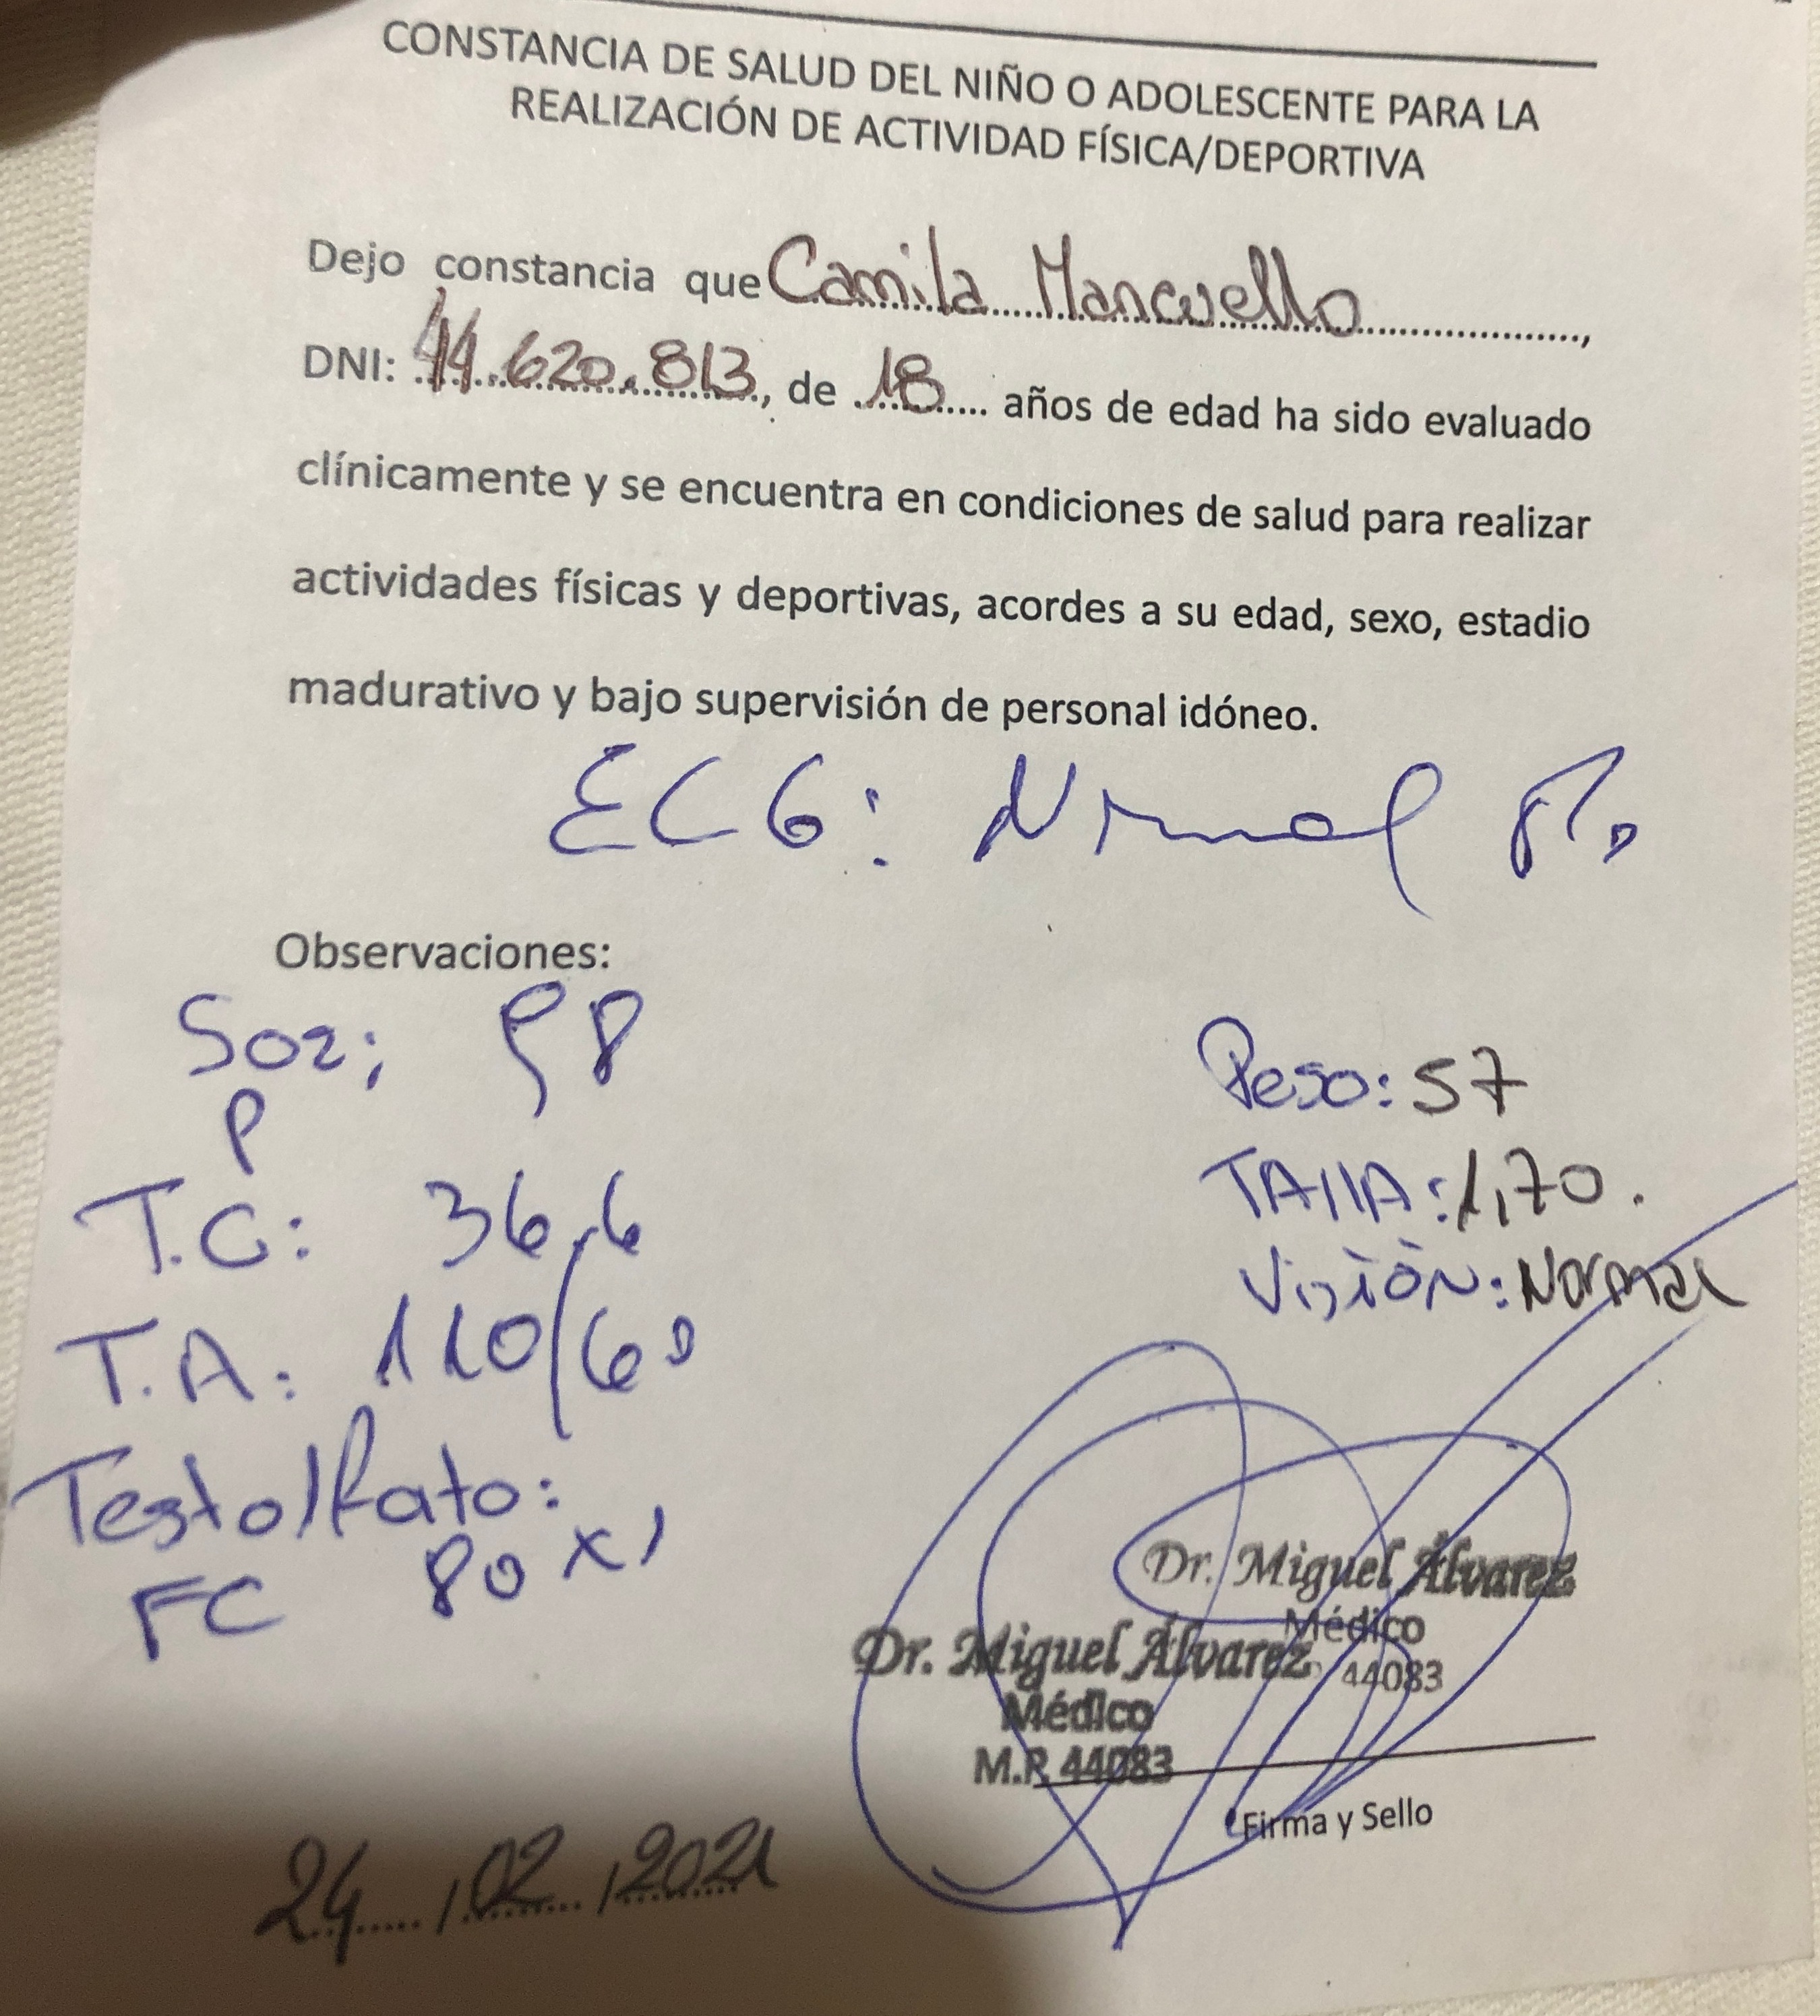 CONSTANCIA DE SALUD DEL NIÑO O ADOLESCENTE PARA LA
REALIZACIÓN DE ACTIVIDAD FÍSICA/DEPORTIVA
Dejo constancia que Camila Mancuello,
DNI: 44.620.813, de 18 años de edad ha sido evaluado
clínicamente y se encuentra en condiciones de salud para realizar
actividades físicas y deportivas, acordes a su edad, sexo, estadio
madurativo y bajo supervisión de personal idóneo.
ECG: Normal
Observaciones:
SO2: 98
P
T.C: 36,6
T.A: 110/60
Test olfato:
FC 80 x'
Peso: 57
TAllA: 1,70.
Visión: Normal
Dr. Miguel Álvarez
Médico
44083
Dr. Miguel Álvarez
Médico
M.P. 44083
Firma y Sello
24/02/2021